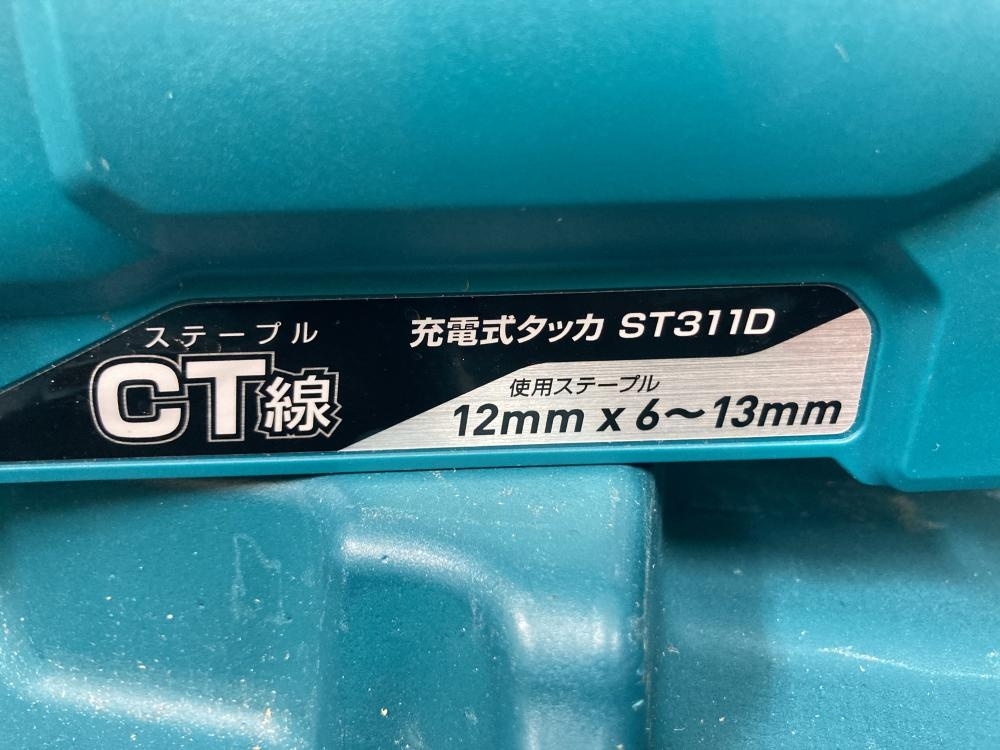 ステープル
CT線
充電式タッカ ST311D
使用ステープル
12mm x 6～13mm